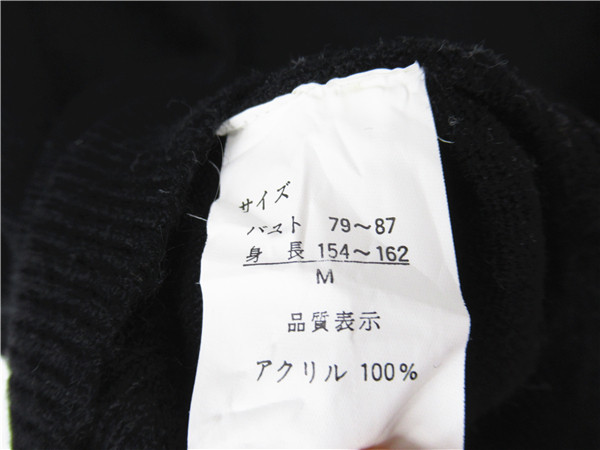 サイズ
バスト 79～87
身長 154～162
M
品質表示
アクリル 100%